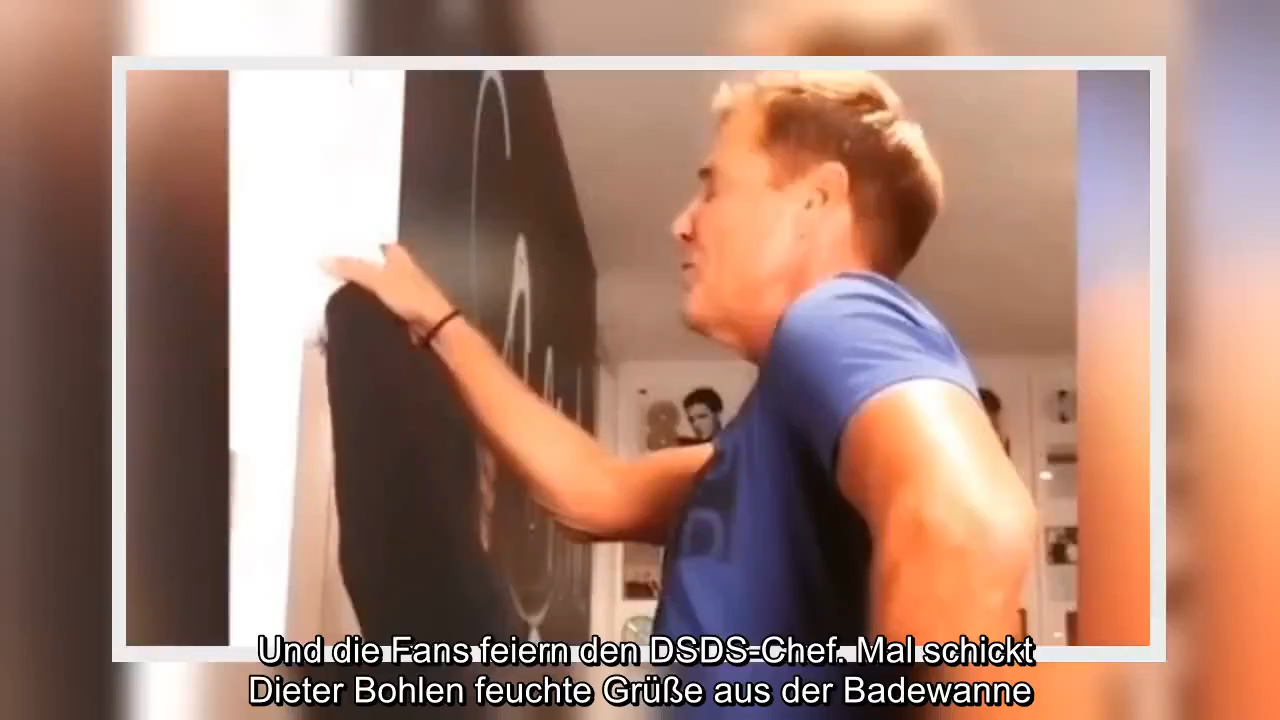 Und die Fans feiern den DSDS-Chef. Mal schickt
Dieter Bohlen feuchte Grüße aus der Badewanne